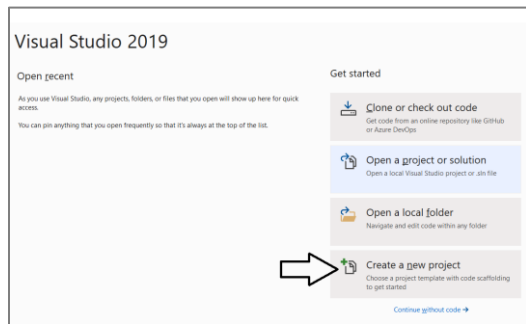 Visual Studio 2019
Open recent
As you use Visual Studio, any projects, folders, or files that you open will show up here for quick
access.
You can pin anything that you open frequently so that it's always at the top of the list.
Get started
Clone or check out code
Get code from an online repository like GitHub
or Azure DevOps
Open a project or solution
Open a local Visual Studio project or .sln file
Open a local folder
Navigate and edit code within any folder
Create a new project
Choose a project template with code scaffolding
to get started
Continue without code →